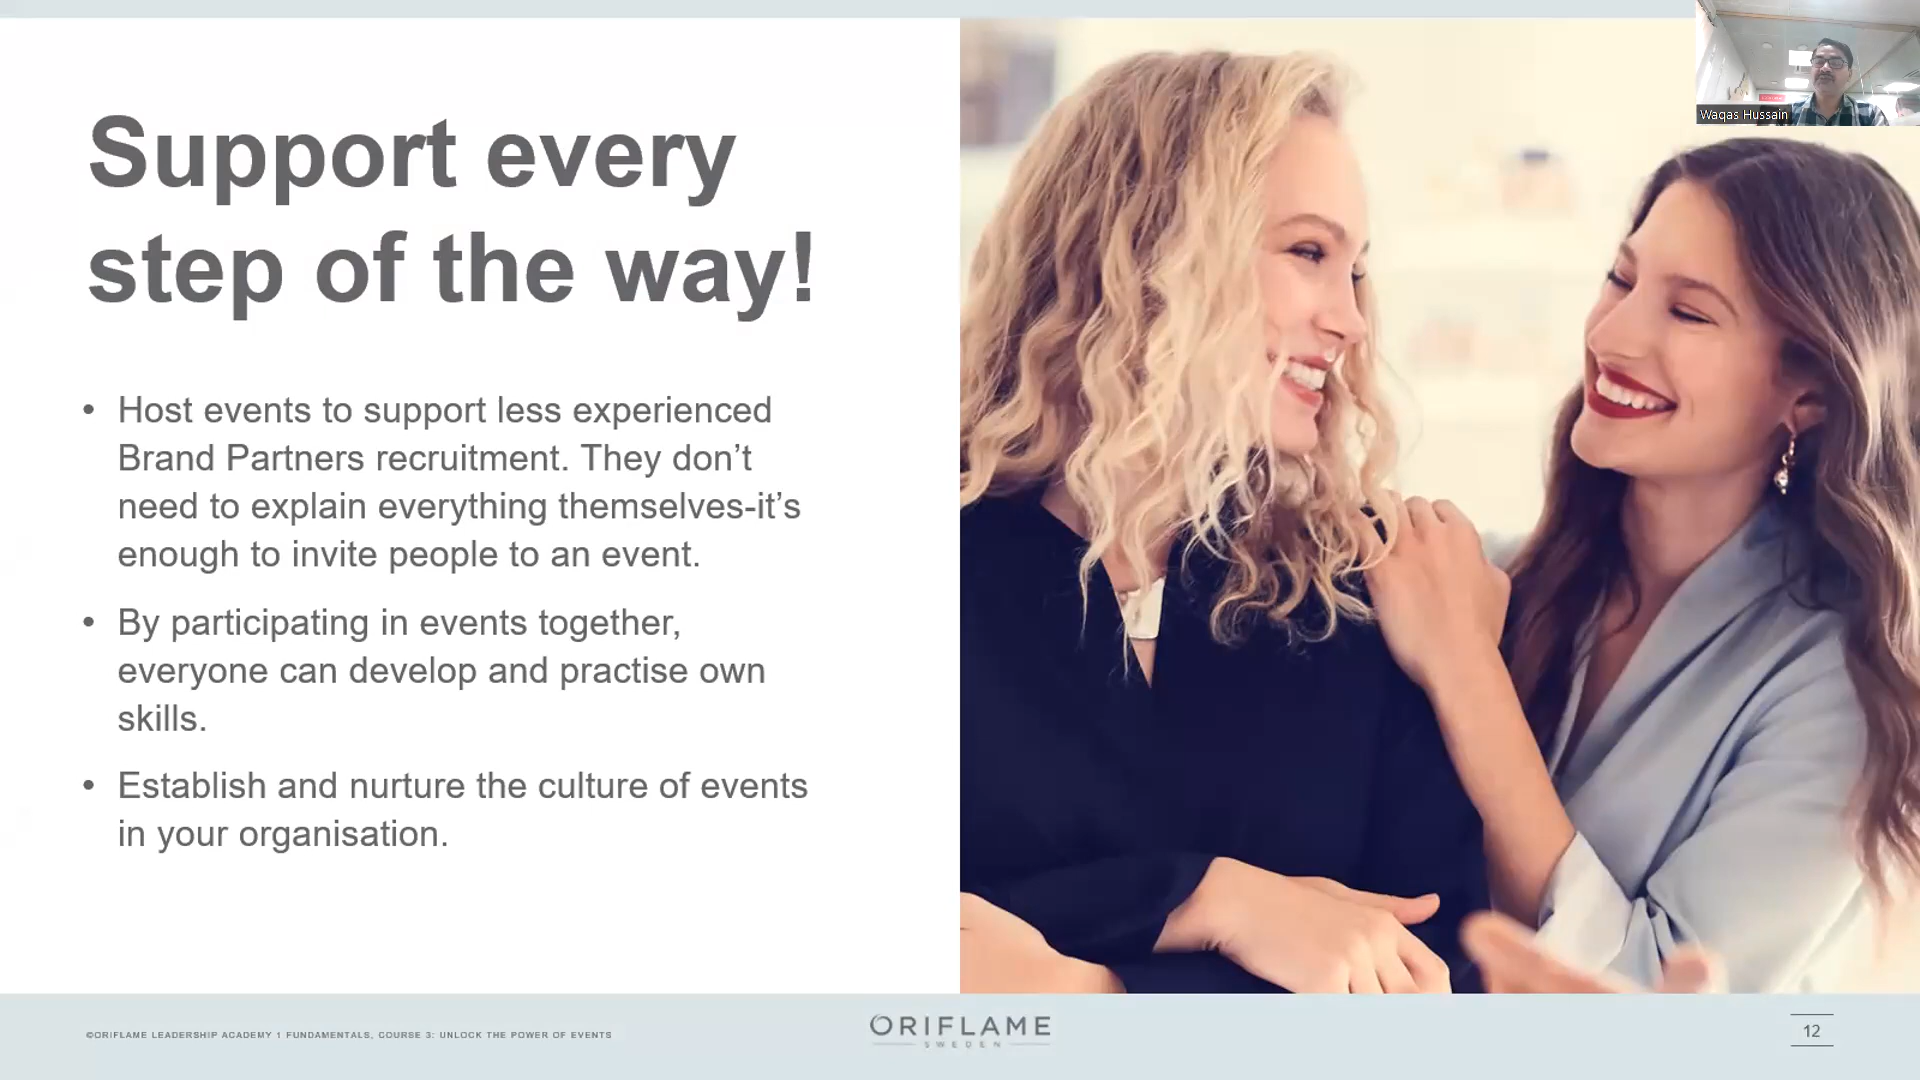 Waqas Hussain
Support every
step of the way!
• Host events to support less experienced
Brand Partners recruitment. They don’t
need to explain everything themselves-it’s
enough to invite people to an event.
• By participating in events together,
everyone can develop and practise own
skills.
• Establish and nurture the culture of events
in your organisation.
©ORIFLAME LEADERSHIP ACADEMY 1 FUNDAMENTALS, COURSE 3: UNLOCK THE POWER OF EVENTS
ORIFLAME
SWEDEN
12